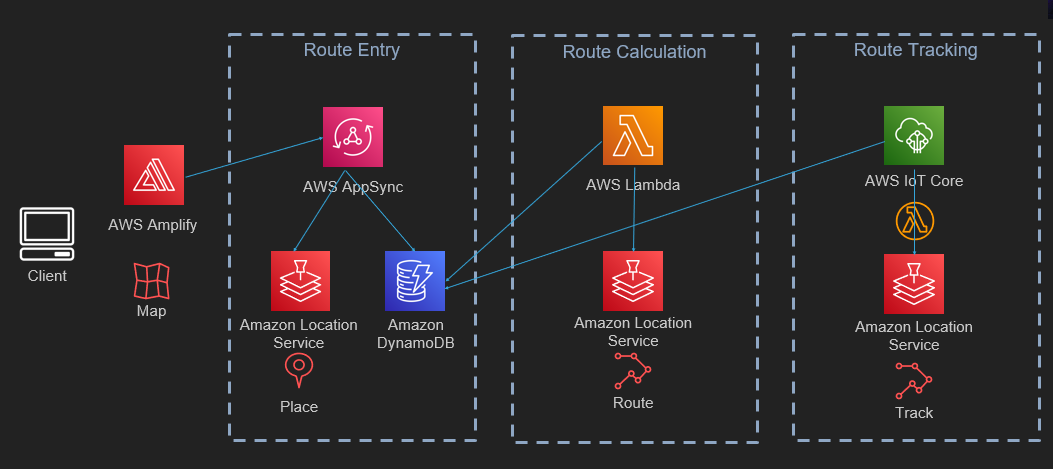 Route Entry
Route Calculation
Route Tracking
AWS AppSync
AWS Lambda
AWS IoT Core
AWS Amplify
Client
Map
Amazon Location
Service
Amazon
DynamoDB
Amazon Location
Service
Amazon Location
Service
Place
Route
Track